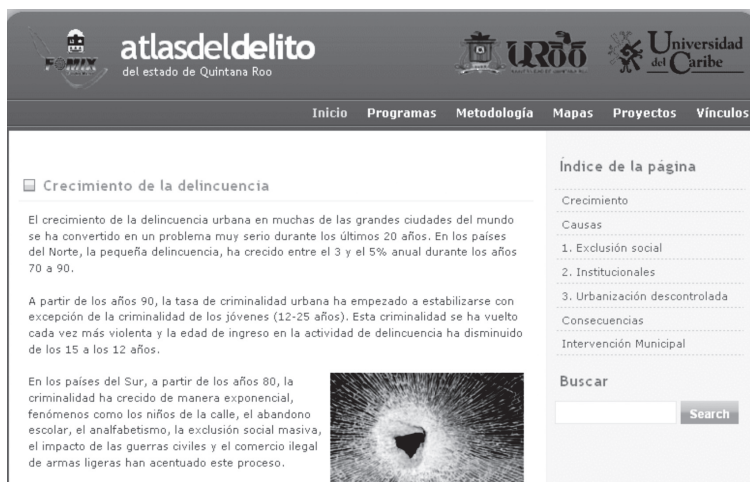 FOMIX
atlasdeldelito
del estado de Quintana Roo
UQROO
Universidad
del Caribe
Inicio Programas Metodología Mapas Proyectos Vínculos
Crecimiento de la delincuencia
El crecimiento de la delincuencia urbana en muchas de las grandes ciudades del mundo
se ha convertido en un problema muy serio durante los últimos 20 años. En los países
del Norte, la pequeña delincuencia, ha crecido entre el 3 y el 5% anual durante los años
70 a 90.
A partir de los años 90, la tasa de criminalidad urbana ha empezado a estabilizarse con
excepción de la criminalidad de los jóvenes (12-25 años). Esta criminalidad se ha vuelto
cada vez más violenta y la edad de ingreso en la actividad de delincuencia ha disminuido
de los 15 a los 12 años.
En los países del Sur, a partir de los años 80, la
criminalidad ha crecido de manera exponencial,
fenómenos como los niños de la calle, el abandono
escolar, el analfabetismo, la exclusión social masiva,
el impacto de las guerras civiles y el comercio ilegal
de armas ligeras han acentuado este proceso.
Índice de la página
Crecimiento
Causas
1. Exclusión social
2. Institucionales
3. Urbanización descontrolada
Consecuencias
Intervención Municipal
Buscar
Search